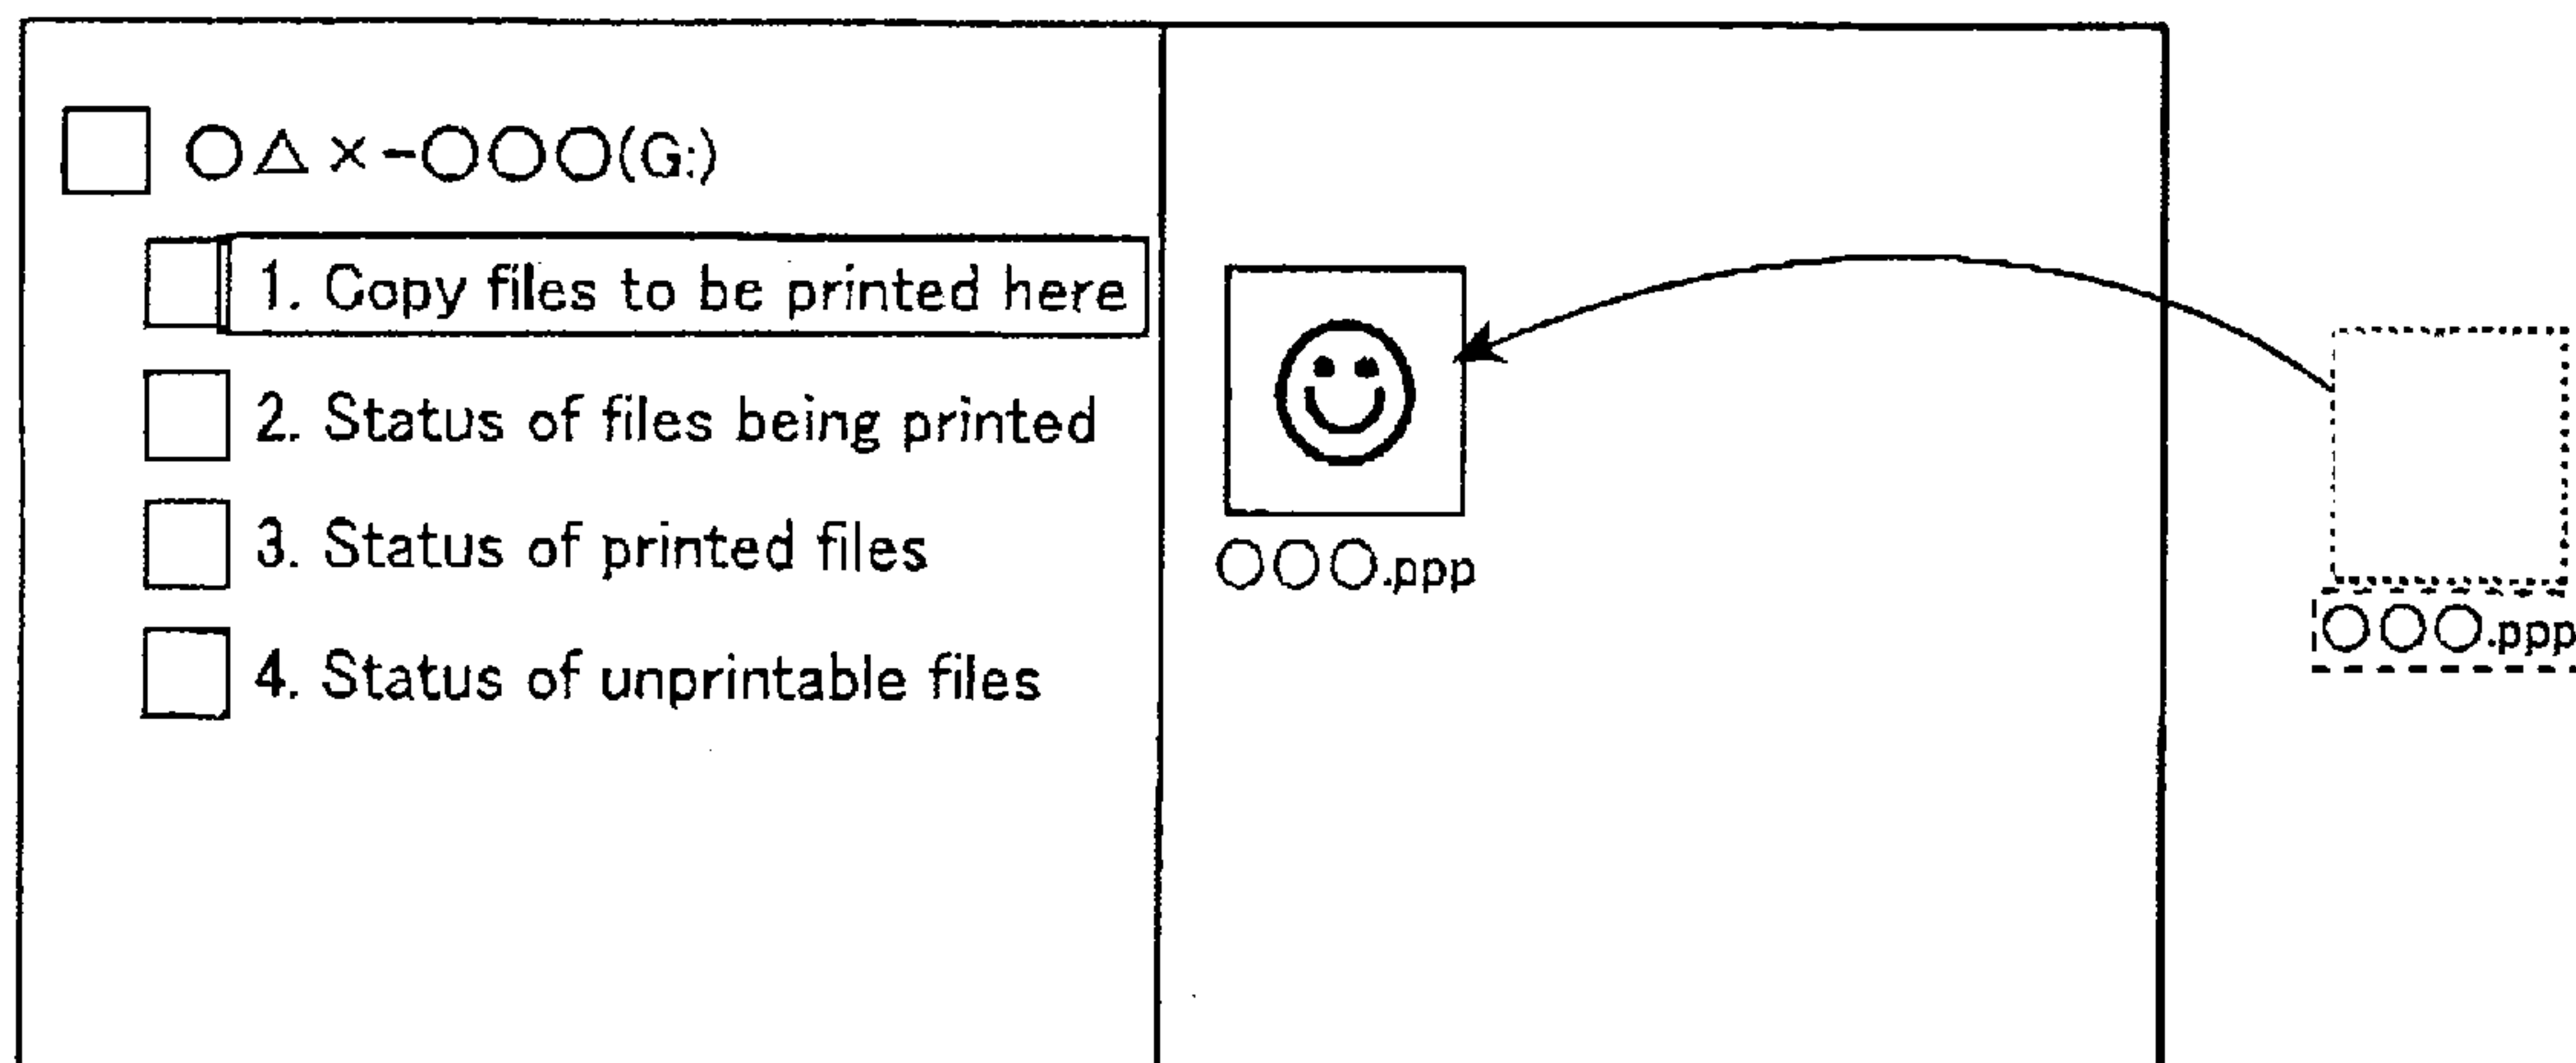 ○△×-○○○(G:)
1. Copy files to be printed here
2. Status of files being printed
3. Status of printed files
4. Status of unprintable files
○○○.ppp
○○○.ppp